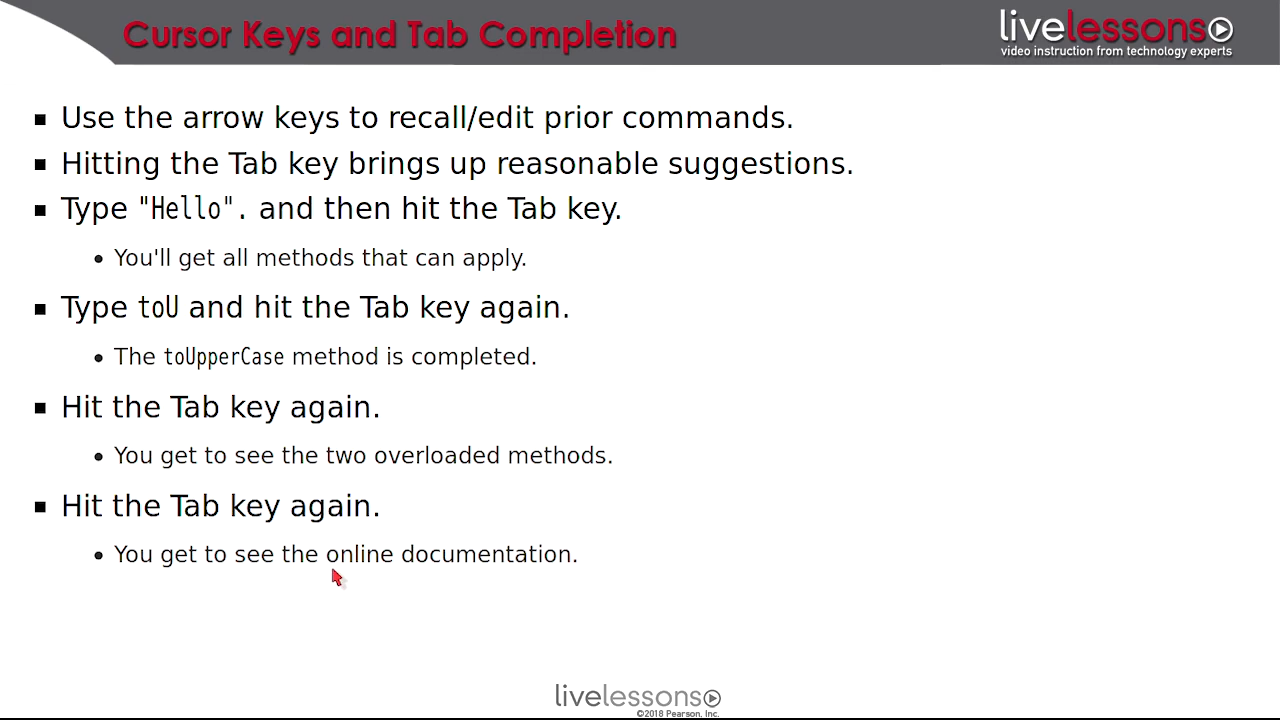 Cursor Keys and Tab Completion
livelessons
video instruction from technology experts
Use the arrow keys to recall/edit prior commands.
Hitting the Tab key brings up reasonable suggestions.
Type "Hello". and then hit the Tab key.
You'll get all methods that can apply.
Type toU and hit the Tab key again.
The toUpperCase method is completed.
Hit the Tab key again.
You get to see the two overloaded methods.
Hit the Tab key again.
You get to see the online documentation.
livelessons
©2018 Pearson, Inc.